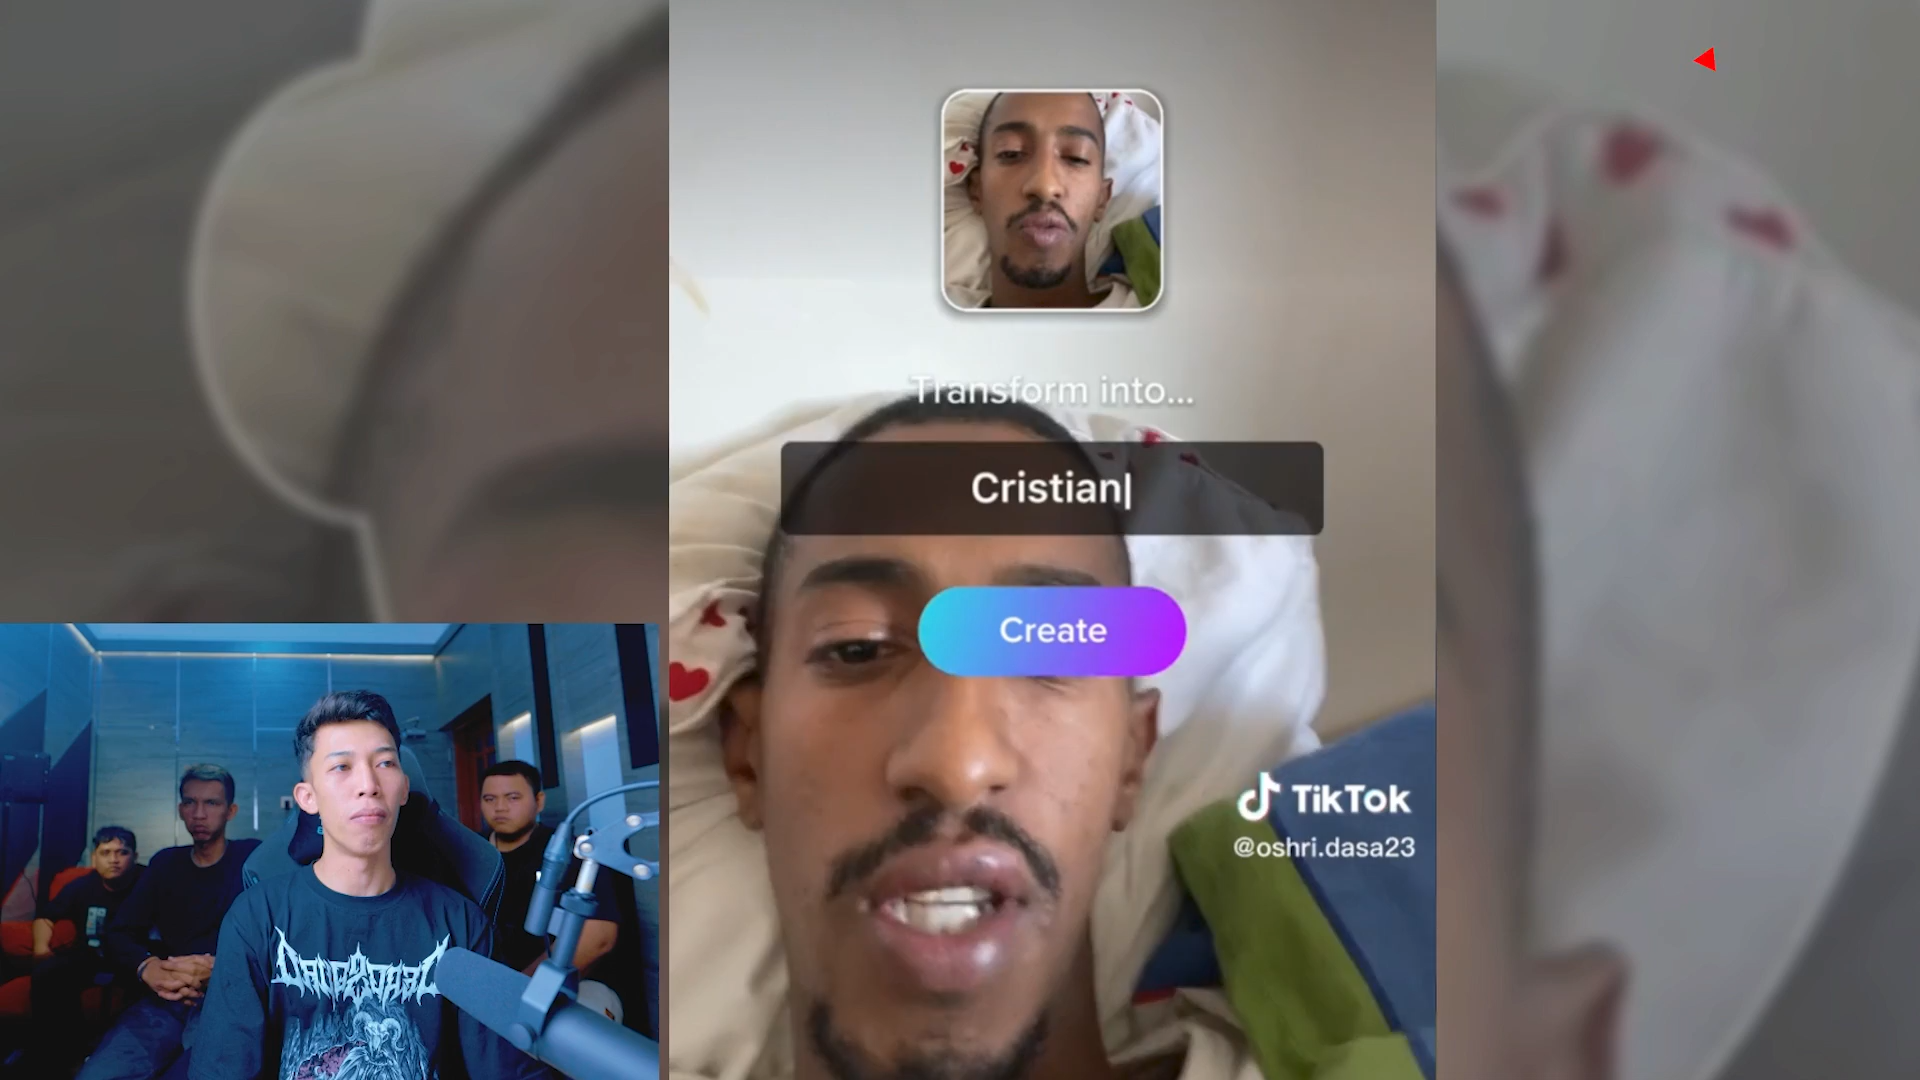 Transform into...
Cristian
Create
TikTok
@oshri.dasa23